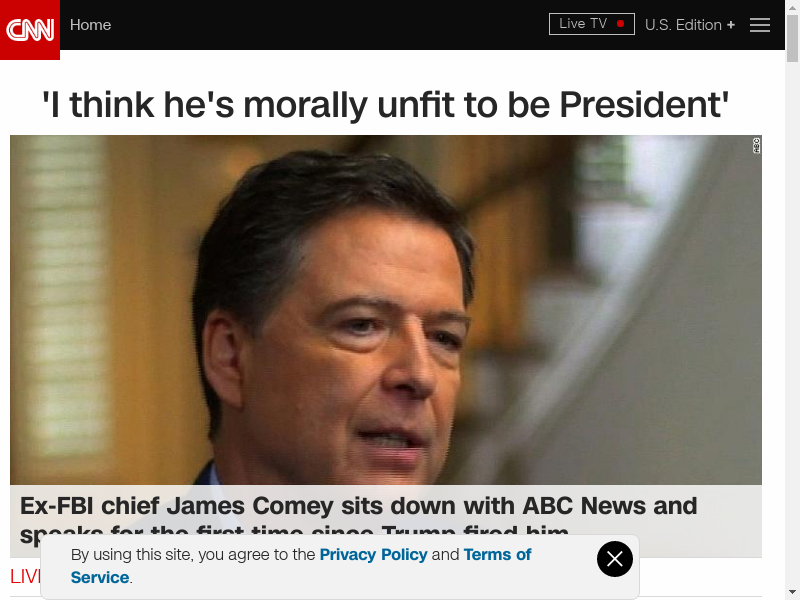 CNN
Home
Live TV
U.S. Edition +
'I think he's morally unfit to be President'
ABC
Ex-FBI chief James Comey sits down with ABC News and
speaks for the first time since Trump fired him
LIV
By using this site, you agree to the Privacy Policy and Terms of
Service.